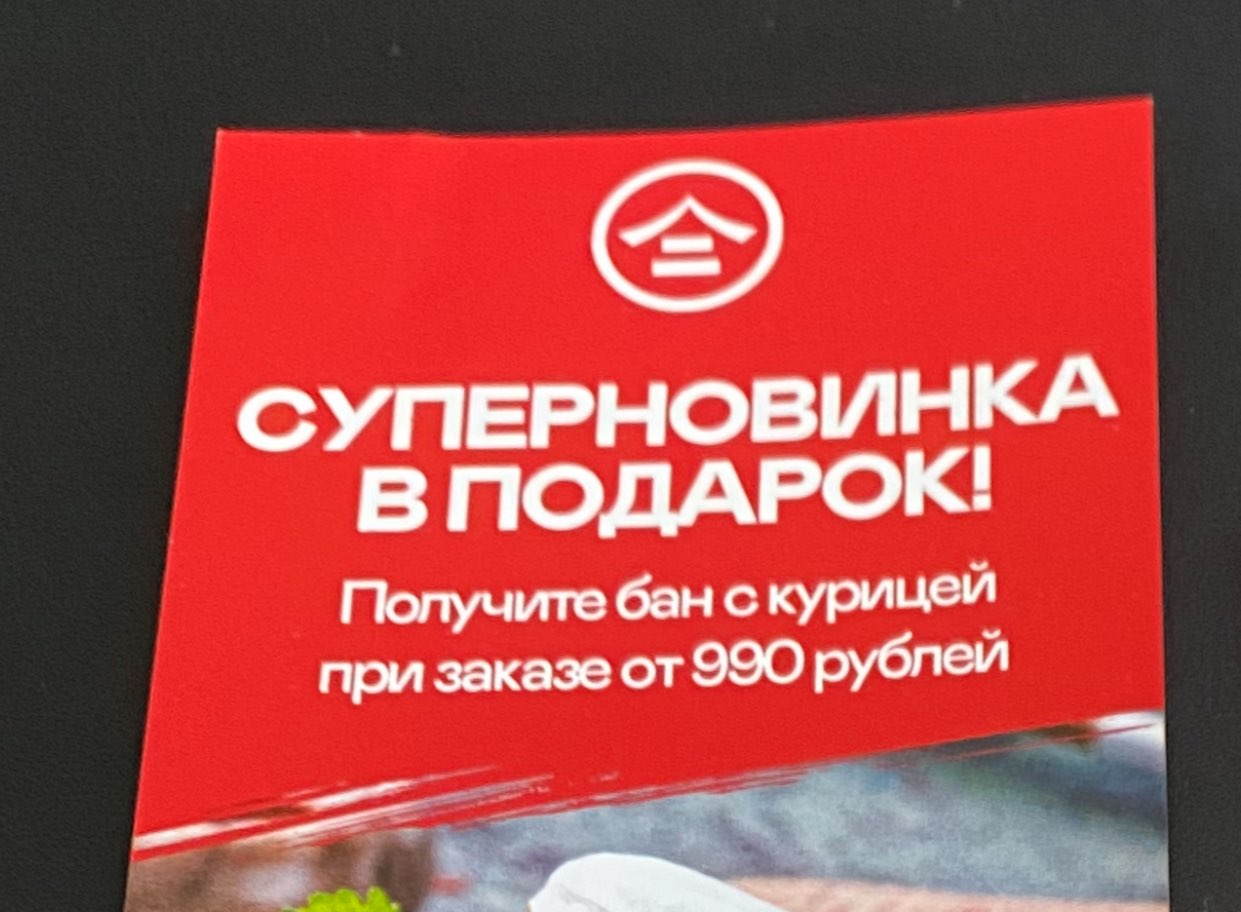 СУПЕРНОВИНКА
В ПОДАРОК!
Получите бан с курицей
при заказе от 990 рублей